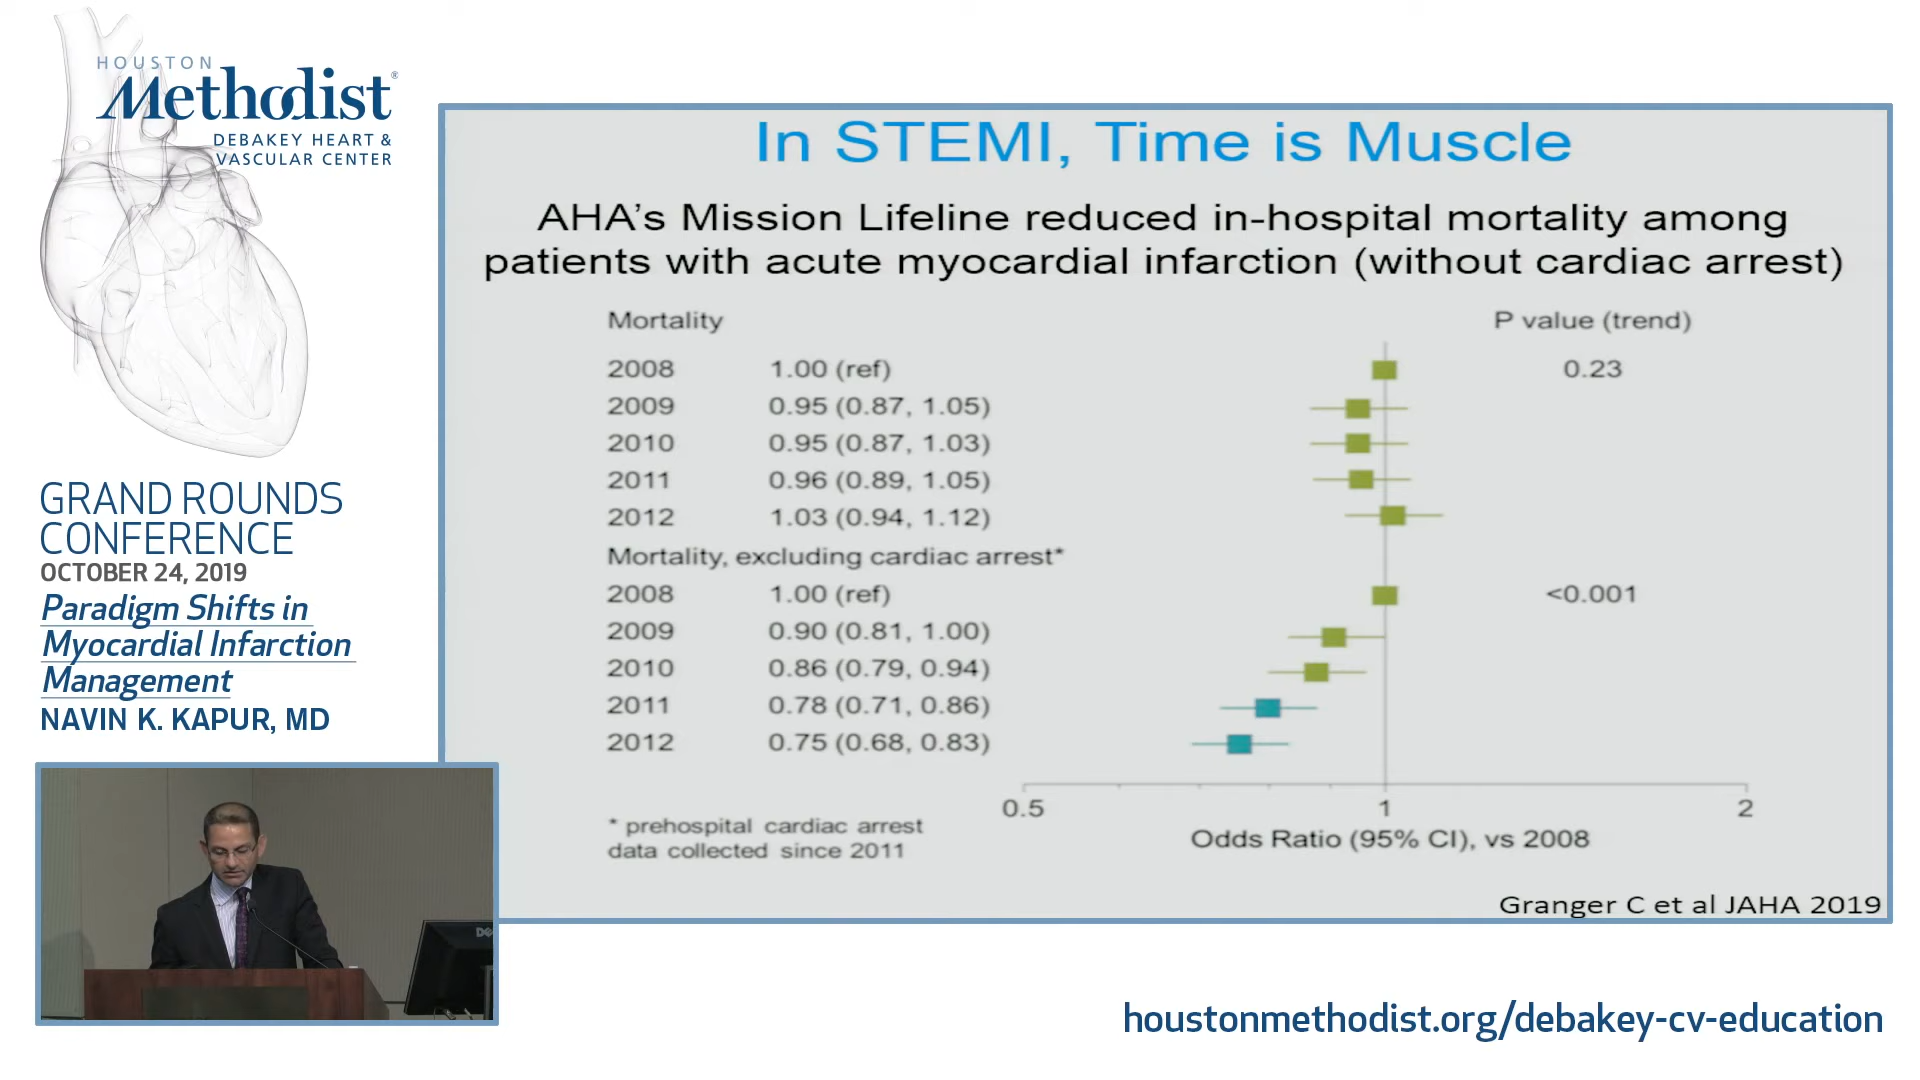 HOUSTON
Methodist®
DEBAKEY HEART &
VASCULAR CENTER
GRAND ROUNDS
CONFERENCE
OCTOBER 24, 2019
Paradigm Shifts in
Myocardial Infarction
Management
NAVIN K. KAPUR, MD
In STEMI, Time is Muscle
AHA's Mission Lifeline reduced in-hospital mortality among
patients with acute myocardial infarction (without cardiac arrest)
Mortality P value (trend)
2008 1.00 (ref) 0.23
2009 0.95 (0.87, 1.05)
2010 0.95 (0.87, 1.03)
2011 0.96 (0.89, 1.05)
2012 1.03 (0.94, 1.12)
Mortality, excluding cardiac arrest*
2008 1.00 (ref) <0.001
2009 0.90 (0.81, 1.00)
2010 0.86 (0.79, 0.94)
2011 0.78 (0.71, 0.86)
2012 0.75 (0.68, 0.83)
0.5 1 2
Odds Ratio (95% CI), vs 2008
* prehospital cardiac arrest
data collected since 2011
Granger C et al JAHA 2019
houstonmethodist.org/debakey-cv-education